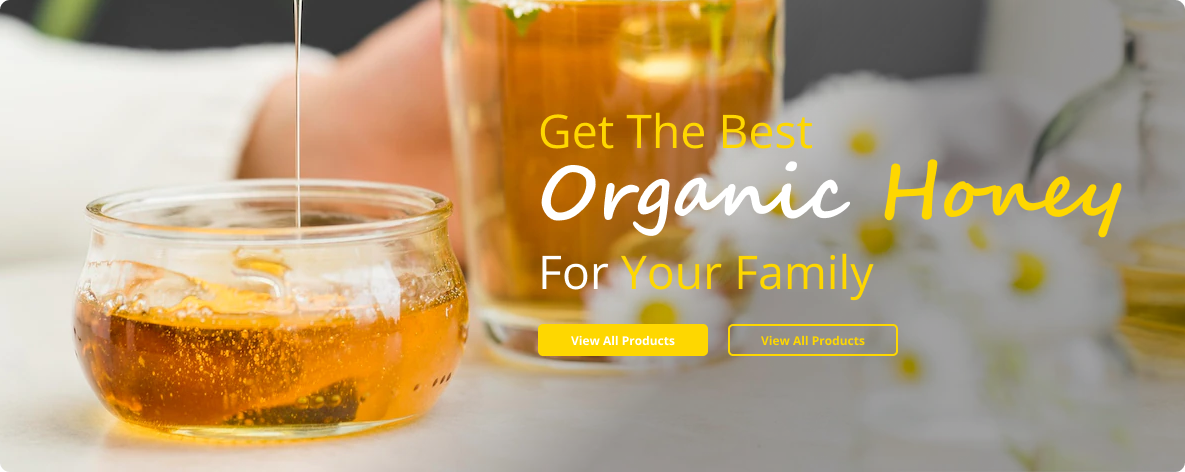 Get The Best
Organic Honey
For Your Family
View All Products
View All Products